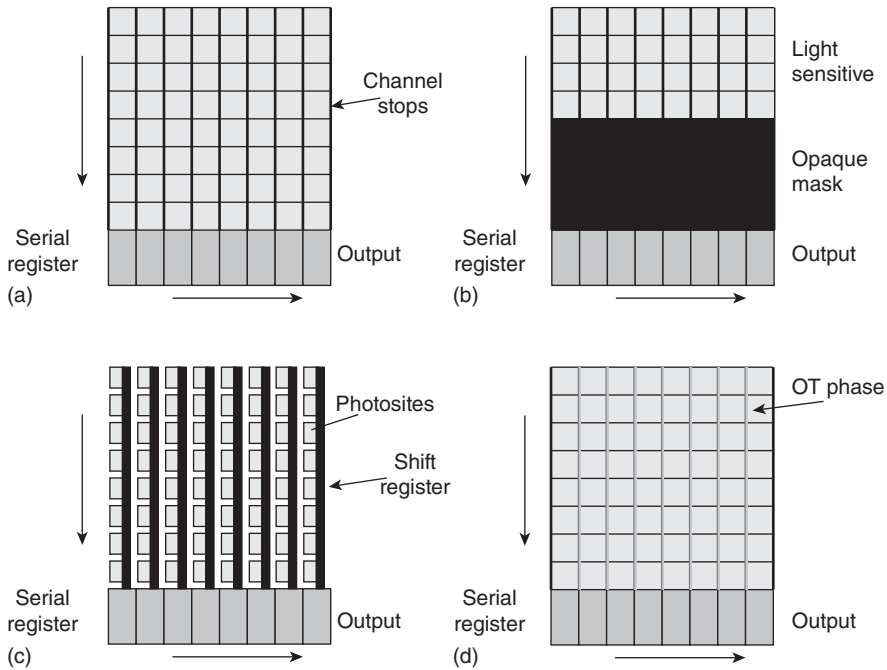 Channel
stops
Serial
register
Output
(a)
Light
sensitive
Opaque
mask
Serial
register
Output
(b)
Photosites
Shift
register
Serial
register
Output
(c)
OT phase
Serial
register
Output
(d)